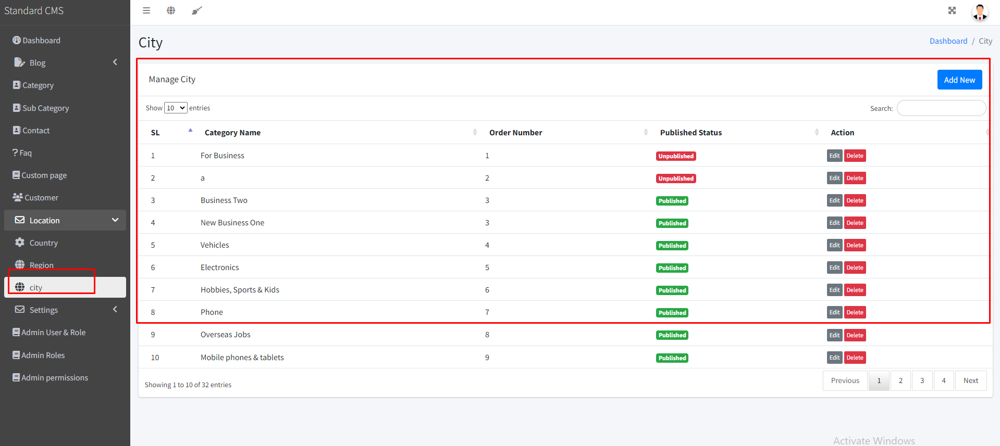 Standard CMS
Dashboard
Blog
Category
Sub Category
Contact
Faq
Custom page
Customer
Location
Country
Region
city
Settings
Admin User & Role
Admin Roles
Admin permissions
City
Dashboard / City
Manage City
Add New
Show 10 entries
Search:
SL Category Name Order Number Published Status Action
1 For Business 1 Unpublished Edit Delete
2 a 2 Unpublished Edit Delete
3 Business Two 3 Published Edit Delete
4 New Business One 3 Published Edit Delete
5 Vehicles 4 Published Edit Delete
6 Electronics 5 Published Edit Delete
7 Hobbies, Sports & Kids 6 Published Edit Delete
8 Phone 7 Published Edit Delete
9 Overseas Jobs 8 Published Edit Delete
10 Mobile phones & tablets 9 Published Edit Delete
Showing 1 to 10 of 32 entries
Previous 1 2 3 4 Next
Activate Windows